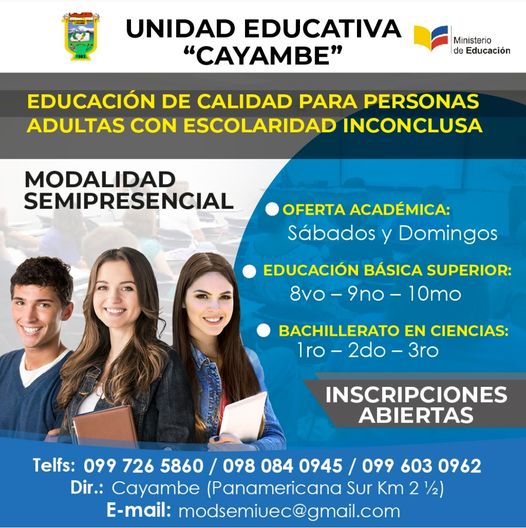 UNIDAD EDUCATIVA
“CAYAMBE”
Ministerio
de Educación
EDUCACIÓN DE CALIDAD PARA PERSONAS
ADULTAS CON ESCOLARIDAD INCONCLUSA
MODALIDAD
SEMIPRESENCIAL
OFERTA ACADÉMICA:
Sábados y Domingos
EDUCACIÓN BÁSICA SUPERIOR:
8vo – 9no – 10mo
BACHILLERATO EN CIENCIAS:
1ro – 2do – 3ro
INSCRIPCIONES
ABIERTAS
Telfs: 099 726 5860 / 098 084 0945 / 099 603 0962
Dir.: Cayambe (Panamericana Sur Km 2 ½)
E-mail: modsemiuec@gmail.com